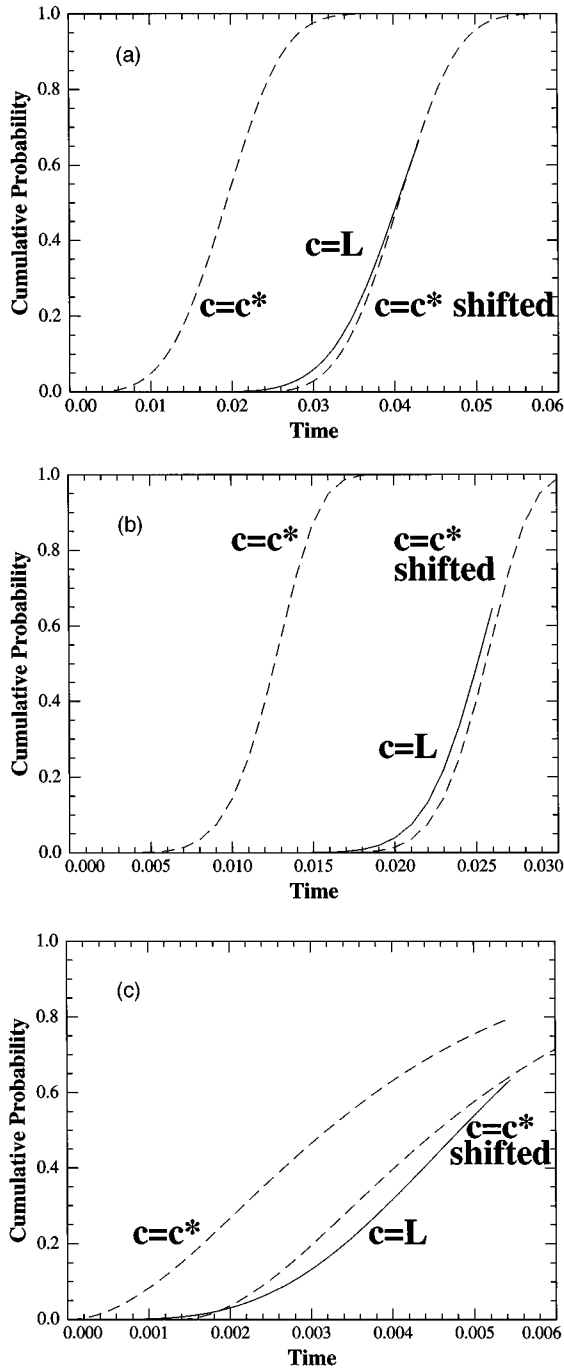 1.0
(a)
0.8
Cumulative Probability
0.6
c=L
0.4
c=c*
c=c* shifted
0.2
0.0
0.00 0.01 0.02 0.03 0.04 0.05 0.06
Time
1.0
(b)
c=c*
c=c*
shifted
0.8
Cumulative Probability
0.6
0.4
c=L
0.2
0.0
0.000 0.005 0.010 0.015 0.020 0.025 0.030
Time
1.0
(c)
0.8
Cumulative Probability
0.6
c=c*
shifted
0.4
0.2
c=c*
c=L
0.0
0.000 0.001 0.002 0.003 0.004 0.005 0.006
Time